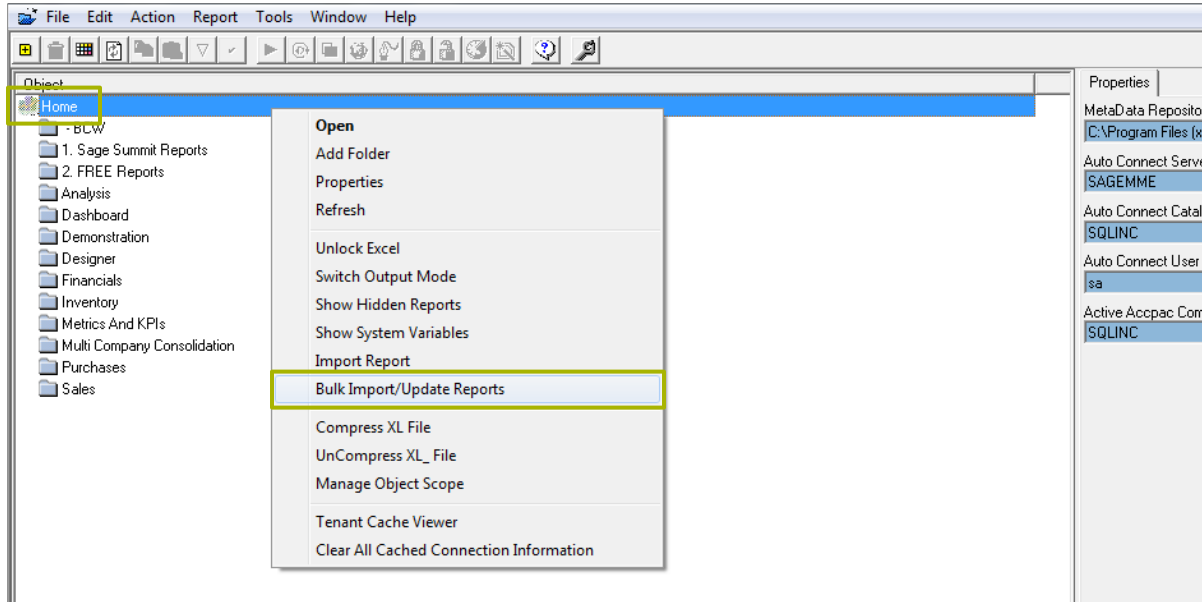 File Edit Action Report Tools Window Help
Object
Home
- BCW
1. Sage Summit Reports
2. FREE Reports
Analysis
Dashboard
Demonstration
Designer
Financials
Inventory
Metrics And KPIs
Multi Company Consolidation
Purchases
Sales
Open
Add Folder
Properties
Refresh
Unlock Excel
Switch Output Mode
Show Hidden Reports
Show System Variables
Import Report
Bulk Import/Update Reports
Compress XL File
UnCompress XL_ File
Manage Object Scope
Tenant Cache Viewer
Clear All Cached Connection Information
Properties
MetaData Reposito
C:\Program Files (x
Auto Connect Serve
SAGEMME
Auto Connect Catal
SQLINC
Auto Connect User
sa
Active Accpac Com
SQLINC